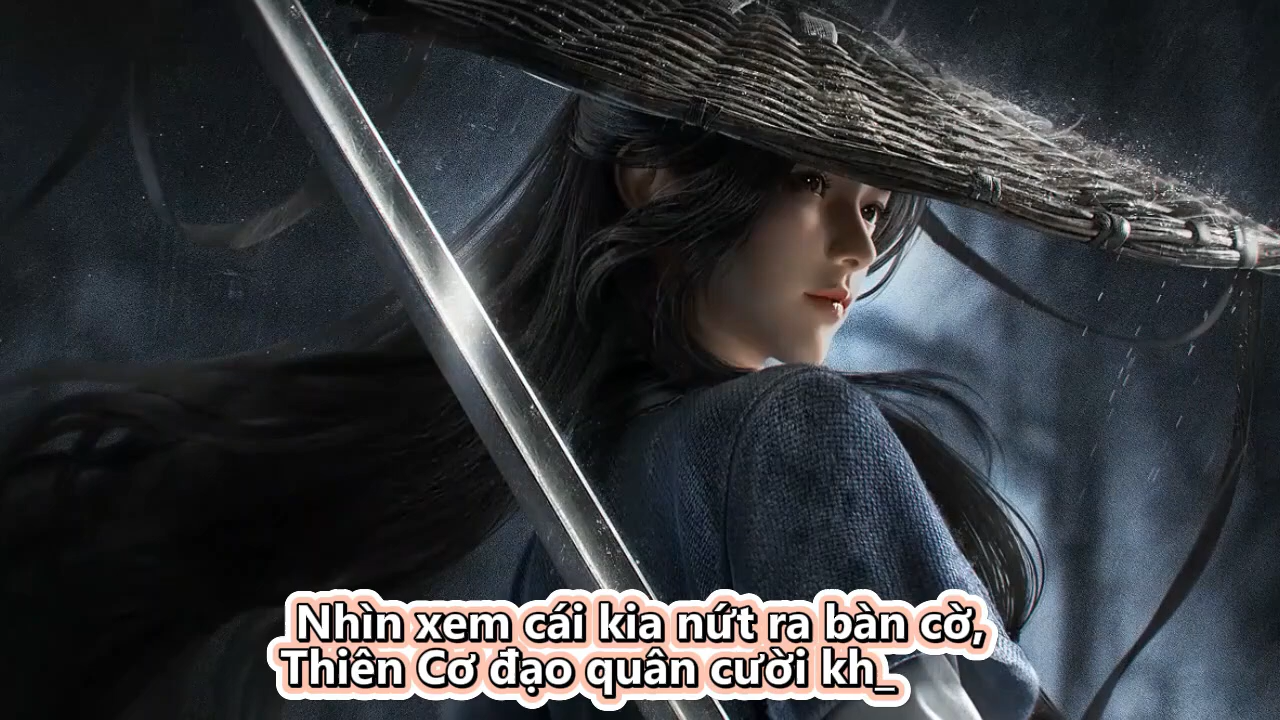 Nhìn xem cái kia nứt ra bàn cờ,
Thiên Cơ đạo quân cười kh_